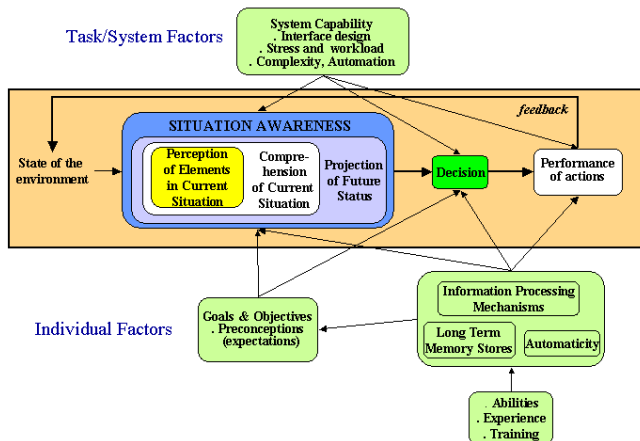 Task/System Factors
System Capability
. Interface design
. Stress and workload
. Complexity, Automation
feedback
SITUATION AWARENESS
State of the
environment
Perception
of Elements
in Current
Situation
Compre-
hension
of Current
Situation
Projection
of Future
Status
Decision
Performance
of actions
Individual Factors
Goals & Objectives
. Preconceptions
(expectations)
Information Processing
Mechanisms
Long Term
Memory Stores
Automaticity
. Abilities
. Experience
. Training